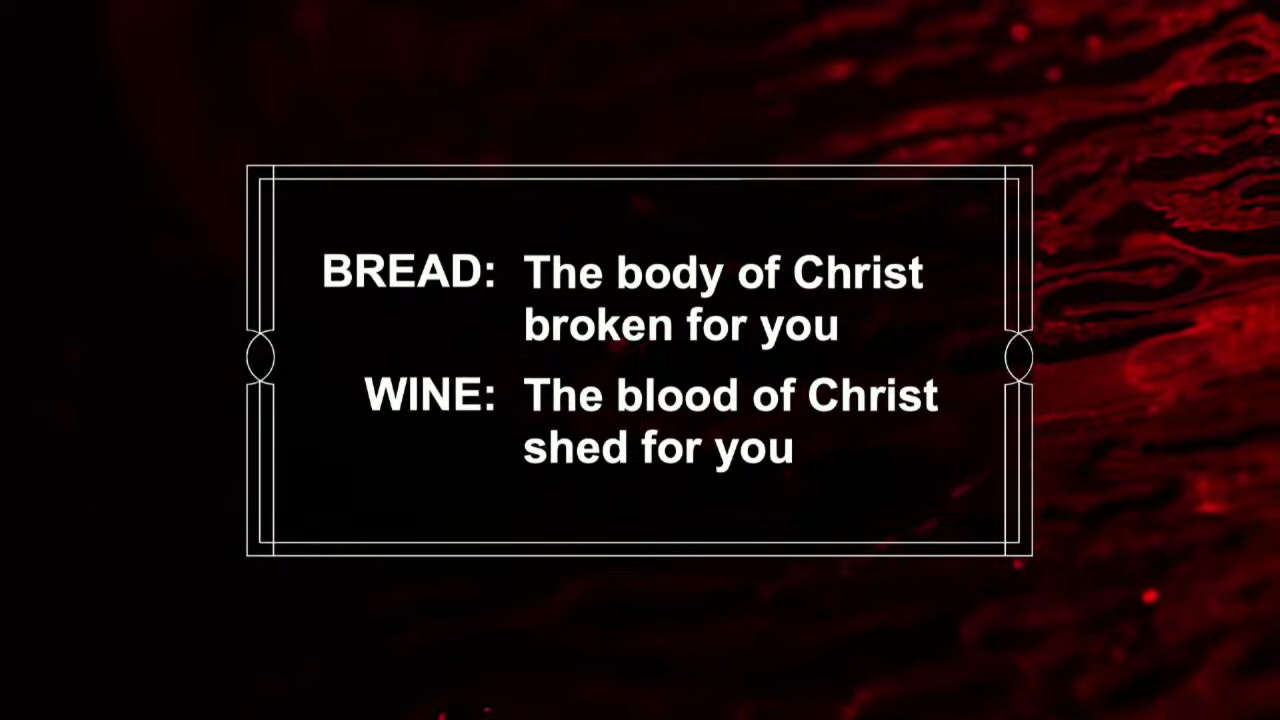 BREAD: The body of Christ
broken for you
WINE: The blood of Christ
shed for you